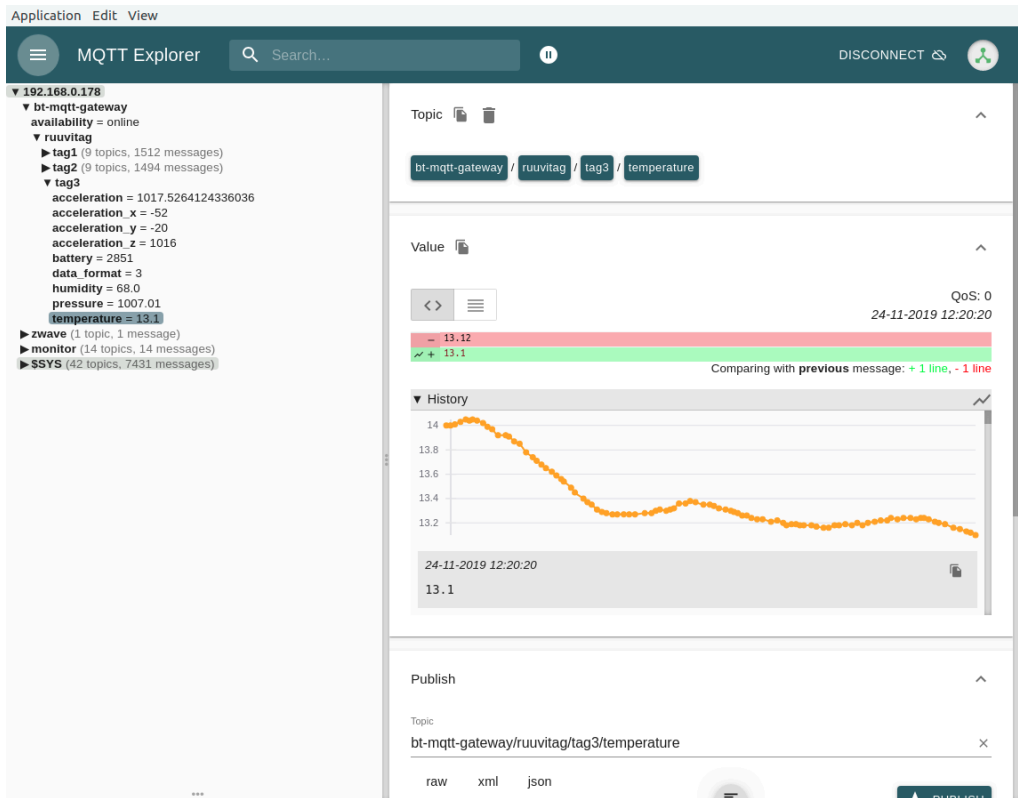 Application Edit View
MQTT Explorer
Search...
DISCONNECT
▼ 192.168.0.178
▼ bt-mqtt-gateway
availability = online
▼ ruuvitag
▶ tag1 (9 topics, 1512 messages)
▶ tag2 (9 topics, 1494 messages)
▼ tag3
acceleration = 1017.5264124336036
acceleration_x = -52
acceleration_y = -20
acceleration_z = 1016
battery = 2851
data_format = 3
humidity = 68.0
pressure = 1007.01
temperature = 13.1
▶ zwave (1 topic, 1 message)
▶ monitor (14 topics, 14 messages)
▶ $SYS (42 topics, 7431 messages)
Topic
bt-mqtt-gateway / ruuvitag / tag3 / temperature
Value
QoS: 0
24-11-2019 12:20:20
- 13.12
+ 13.1
Comparing with previous message: + 1 line, - 1 line
▼ History
14
13.8
13.6
13.4
13.2
24-11-2019 12:20:20
13.1
Publish
Topic
bt-mqtt-gateway/ruuvitag/tag3/temperature
raw xml json
PUBLISH